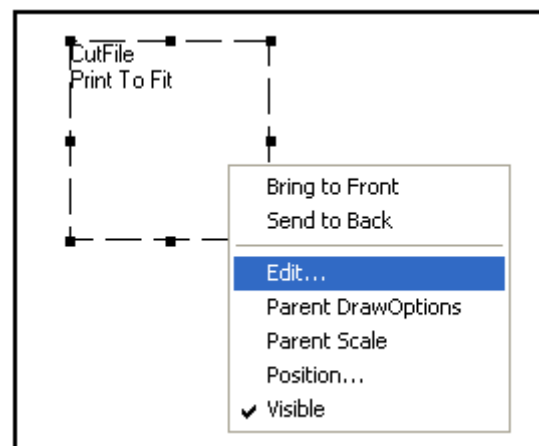 CutFile
Print To Fit
Bring to Front
Send to Back
Edit...
Parent DrawOptions
Parent Scale
Position...
Visible